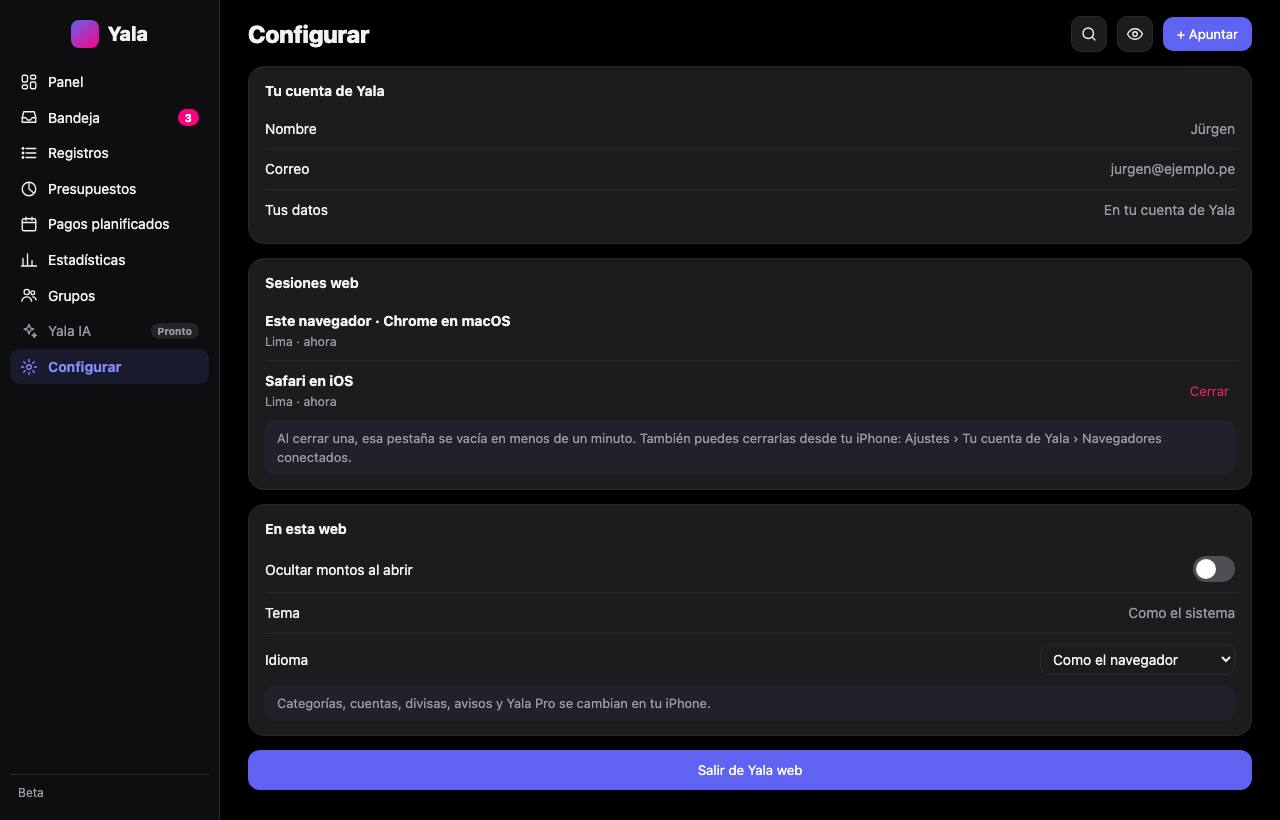 Yala
Panel
Bandeja 3
Registros
Presupuestos
Pagos planificados
Estadísticas
Grupos
Yala IA Pronto
Configurar
Beta
Configurar
+ Apuntar
Tu cuenta de Yala
Nombre Jürgen
Correo jurgen@ejemplo.pe
Tus datos En tu cuenta de Yala
Sesiones web
Este navegador · Chrome en macOS
Lima · ahora
Safari en iOS
Lima · ahora
Cerrar
Al cerrar una, esa pestaña se vacía en menos de un minuto. También puedes cerrarlas desde tu iPhone: Ajustes › Tu cuenta de Yala › Navegadores
conectados.
En esta web
Ocultar montos al abrir
Tema Como el sistema
Idioma Como el navegador
Categorías, cuentas, divisas, avisos y Yala Pro se cambian en tu iPhone.
Salir de Yala web